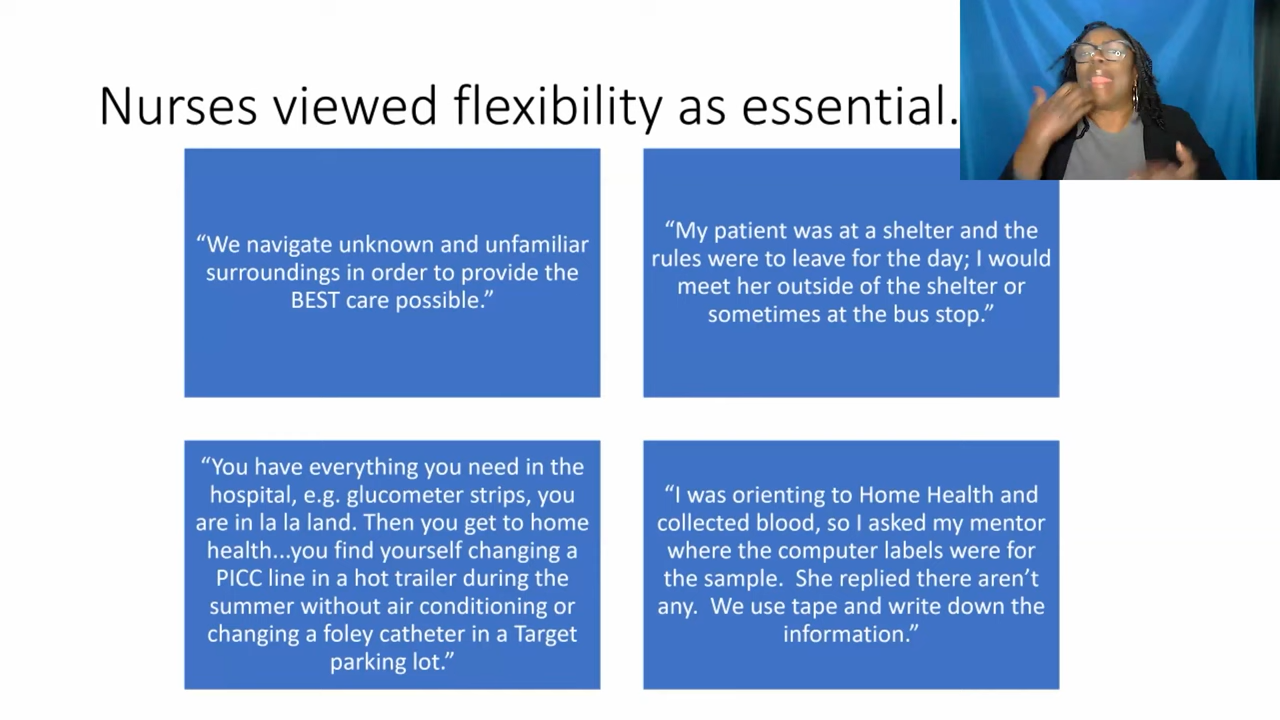 Nurses viewed flexibility as essential.
“We navigate unknown and unfamiliar
surroundings in order to provide the
BEST care possible.”
“My patient was at a shelter and the
rules were to leave for the day; I would
meet her outside of the shelter or
sometimes at the bus stop.”
“You have everything you need in the
hospital, e.g. glucometer strips, you
are in la la land. Then you get to home
health...you find yourself changing a
PICC line in a hot trailer during the
summer without air conditioning or
changing a foley catheter in a Target
parking lot.”
“I was orienting to Home Health and
collected blood, so I asked my mentor
where the computer labels were for
the sample.  She replied there aren’t
any.  We use tape and write down the
information.”